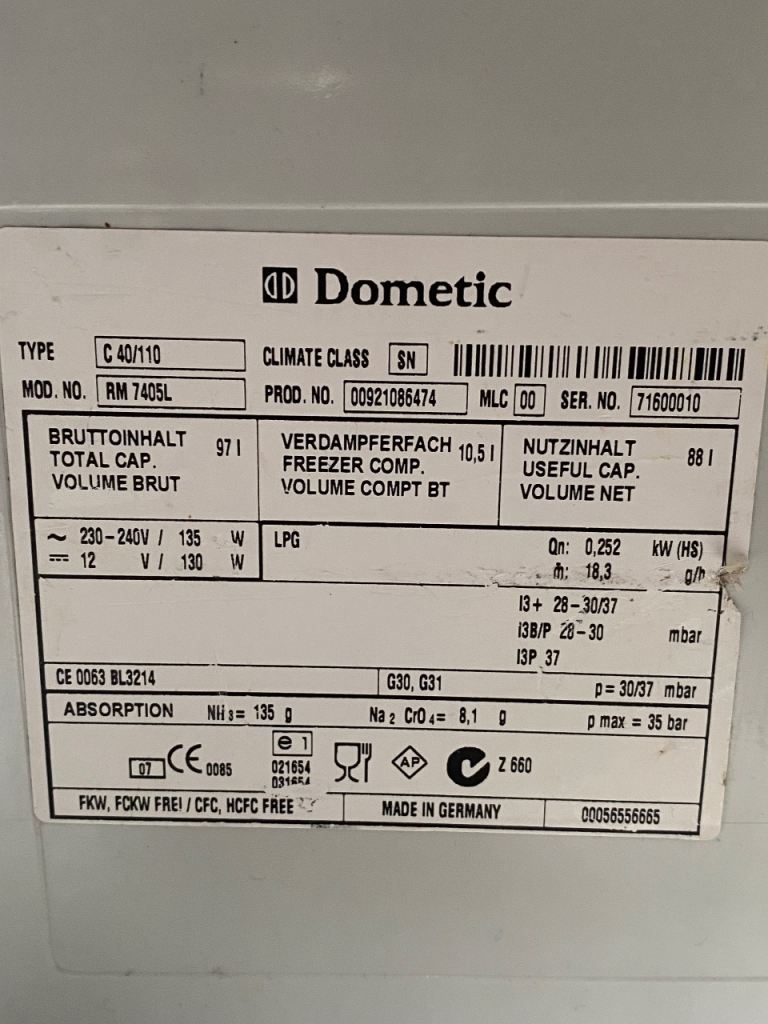 Dometic
TYPE C 40/110 CLIMATE CLASS SN
MOD. NO. RM 7405L PROD. NO. 00921086474 MLC 00 SER. NO. 71600010
BRUTTOINHALT 97 l
TOTAL CAP.
VOLUME BRUT
VERDAMPFERFACH 10,5 l
FREEZER COMP.
VOLUME COMPT BT
NUTZINHALT 88 l
USEFUL CAP.
VOLUME NET
~ 230-240V / 135 W
⎓ 12 V / 130 W
LPG
Qn: 0,252 kW (HS)
ṁ: 18,3 g/h
I3+ 28-30/37
I3B/P 28-30 mbar
I3P 37
CE 0063 BL3214 G30, G31 p= 30/37 mbar
ABSORPTION NH3= 135 g Na2 CrO4= 8,1 g p max = 35 bar
07 CE 0085
e 1
021654
031654
AP
Z 660
FKW, FCKW FREI / CFC, HCFC FREE MADE IN GERMANY 00056556665